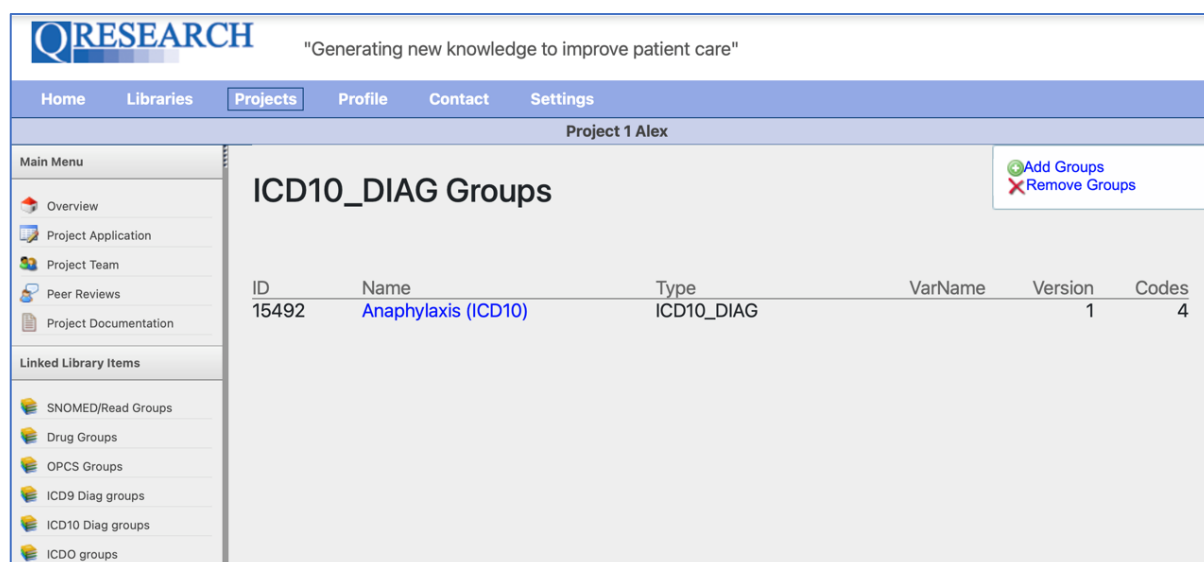 QRESEARCH
"Generating new knowledge to improve patient care"
Home Libraries Projects Profile Contact Settings
Project 1 Alex
Main Menu
Overview
Project Application
Project Team
Peer Reviews
Project Documentation
Linked Library Items
SNOMED/Read Groups
Drug Groups
OPCS Groups
ICD9 Diag groups
ICD10 Diag groups
ICDO groups
ICD10_DIAG Groups
Add Groups
Remove Groups
ID Name Type VarName Version Codes
15492 Anaphylaxis (ICD10) ICD10_DIAG 1 4